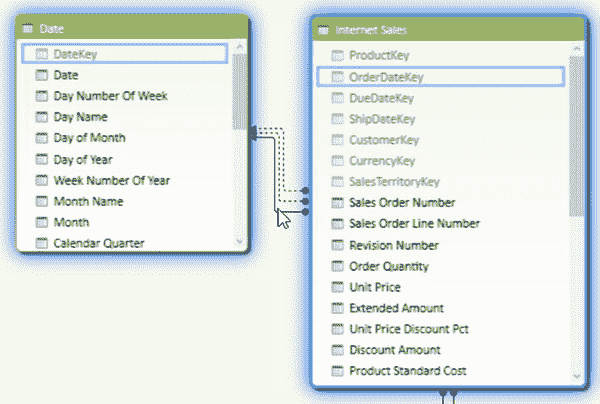 Date
DateKey
Date
Day Number Of Week
Day Name
Day of Month
Day of Year
Week Number Of Year
Month Name
Month
Calendar Quarter
Internet Sales
ProductKey
OrderDateKey
DueDateKey
ShipDateKey
CustomerKey
CurrencyKey
SalesTerritoryKey
Sales Order Number
Sales Order Line Number
Revision Number
Order Quantity
Unit Price
Extended Amount
Unit Price Discount Pct
Discount Amount
Product Standard Cost